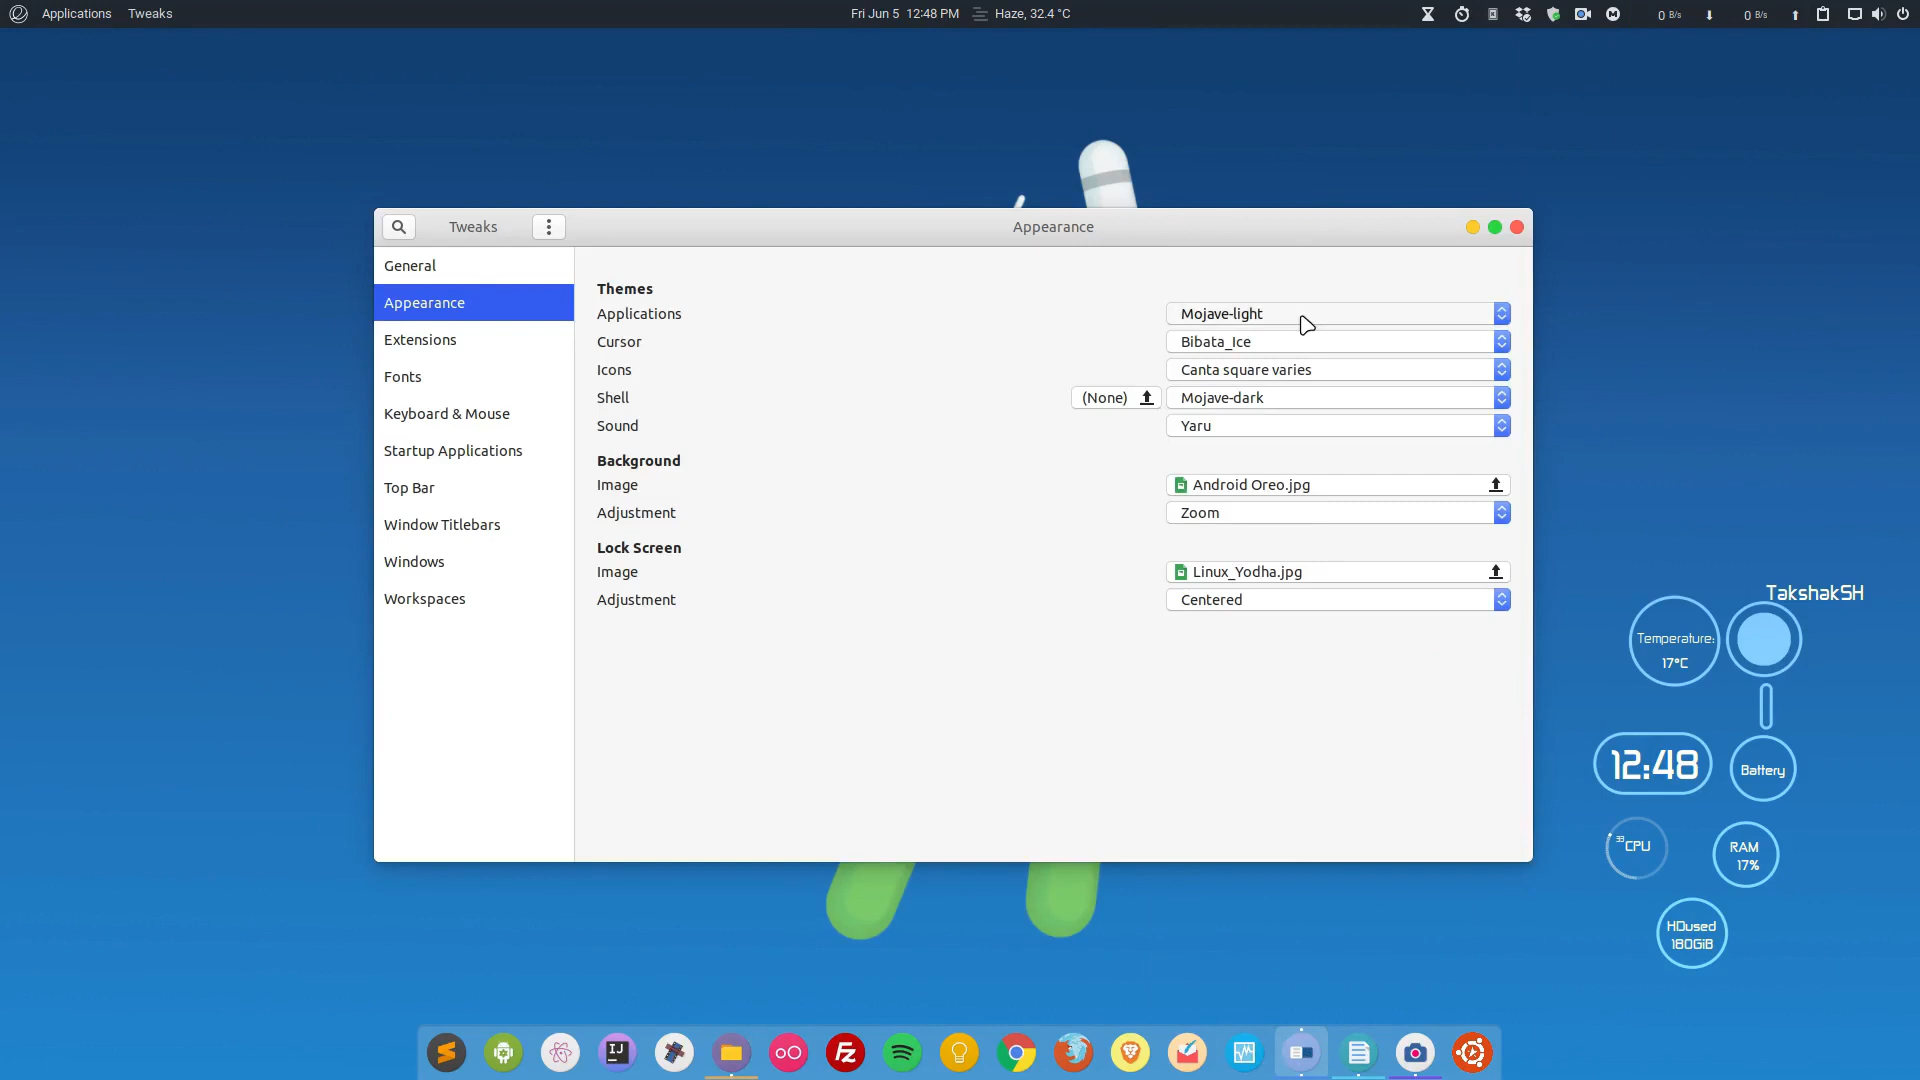 Applications Tweaks Fri Jun 5 12:48 PM Haze, 32.4 °C 0 B/s 0 B/s
Tweaks Appearance
General
Appearance
Extensions
Fonts
Keyboard & Mouse
Startup Applications
Top Bar
Window Titlebars
Windows
Workspaces
Themes
Applications Mojave-light
Cursor Bibata_Ice
Icons Canta square varies
Shell (None) Mojave-dark
Sound Yaru
Background
Image Android Oreo.jpg
Adjustment Zoom
Lock Screen
Image Linux_Yodha.jpg
Adjustment Centered
TakshakSH
Temperature:
17°C
12:48
Battery
CPU
RAM
17%
HDused
180GiB
IJ
FZ